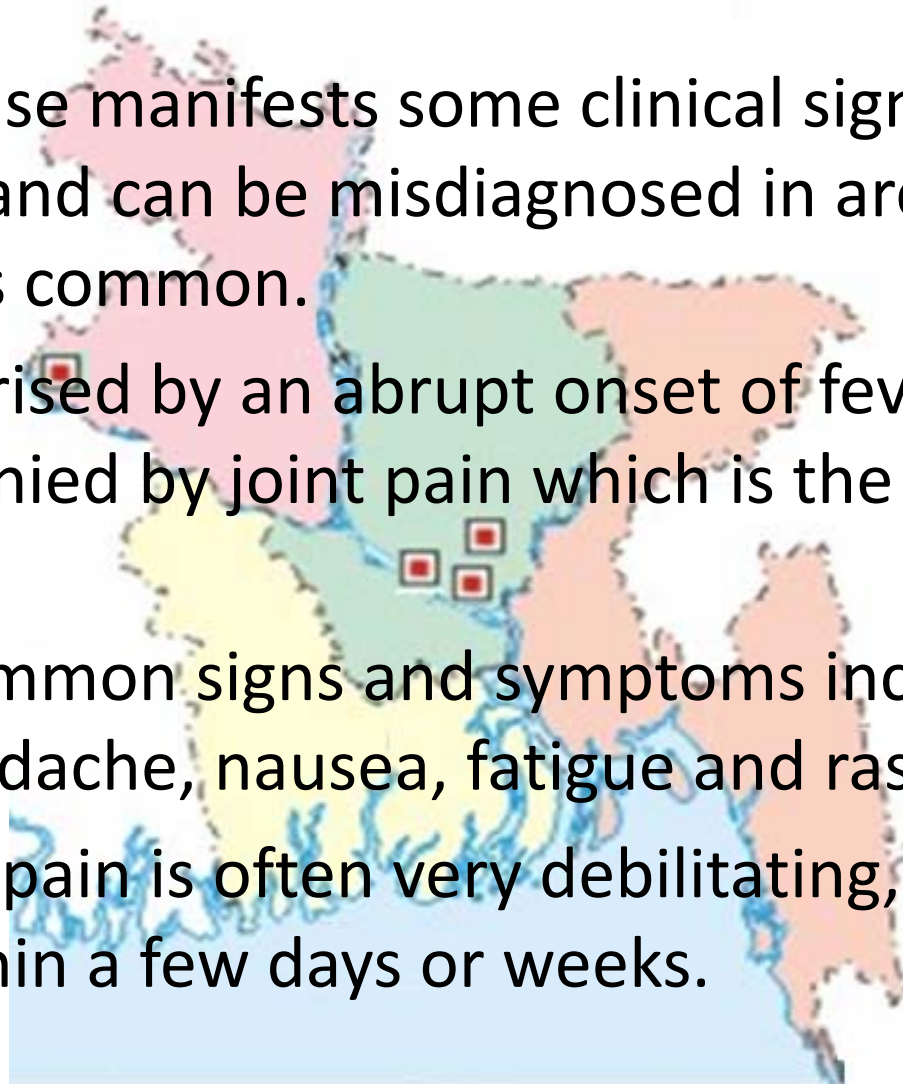 se manifests some clinical sign
and can be misdiagnosed in are
s common.
rised by an abrupt onset of fev
nied by joint pain which is the
mmon signs and symptoms inc
dache, nausea, fatigue and ras
pain is often very debilitating,
hin a few days or weeks.